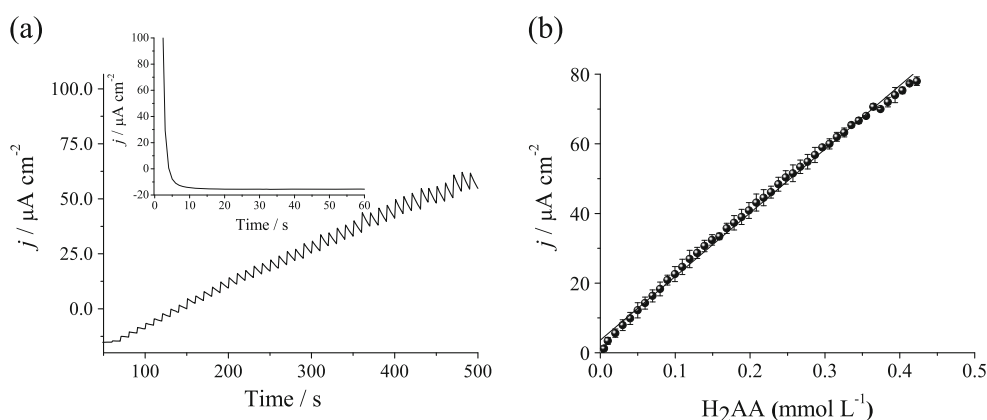 (a)
100
80
60
40
20
0
-20
j / µA cm-2
0 10 20 30 40 50 60
Time / s
100.0
75.0
50.0
25.0
0.0
j / µA cm-2
100 200 300 400 500
Time / s
(b)
80
60
40
20
0
j / µA cm-2
0.0 0.1 0.2 0.3 0.4 0.5
H2AA (mmol L-1)